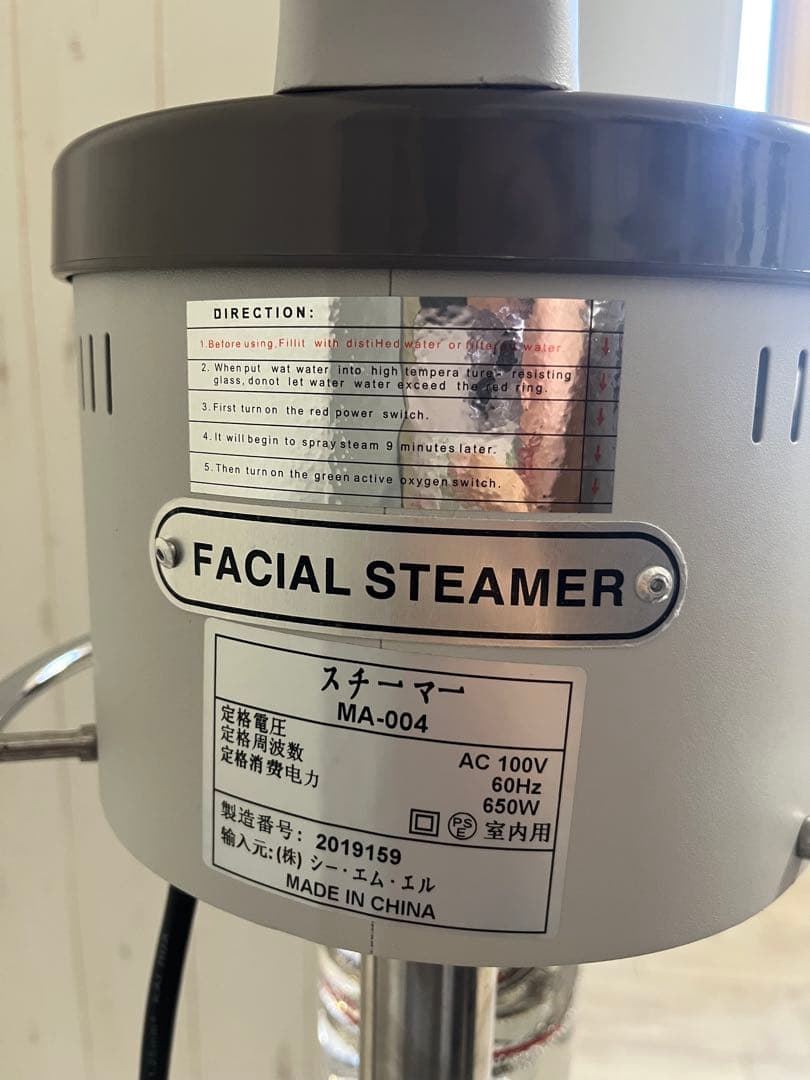 DIRECTION:
1.Before using,Fillit with distiHed water or filtered water
2. When put wat water into high tempera ture- resisting
glass, donot let water water exceed the red ring.
3. First turn on the red power switch.
4. It will begin to spray steam 9 minutes later.
5. Then turn on the green active oxygen switch.
FACIAL STEAMER
スチーマー
MA-004
定格電圧 AC 100V
定格周波数 60Hz
定格消费电力 650W
PSE 室内用
製造番号: 2019159
输入元:(株) シー・エム・エル
MADE IN CHINA